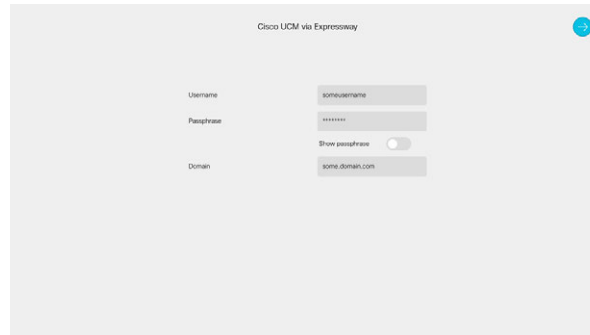 Cisco UCM via Expressway
Username
someusername
Passphrase
********
Show passphrase
Domain
some.domain.com